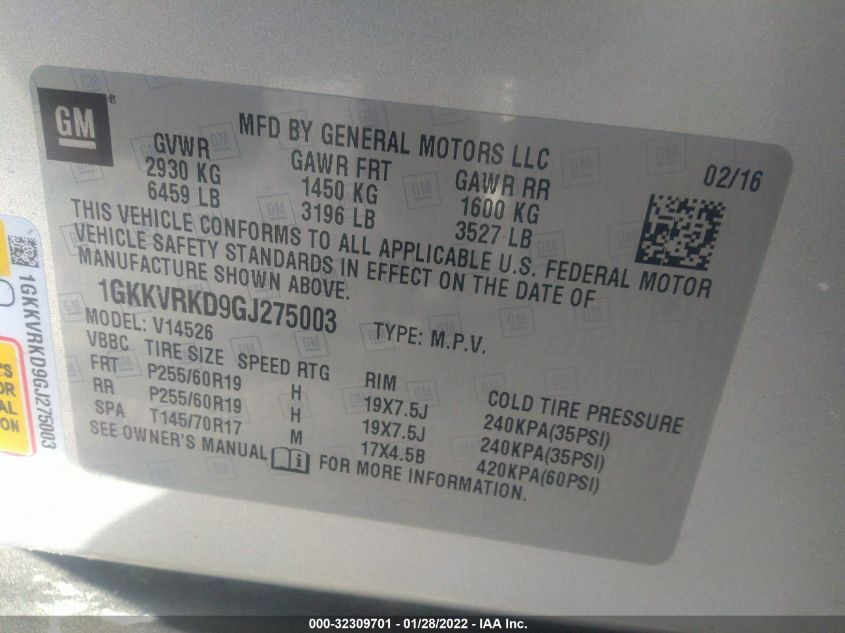 GM
MFD BY GENERAL MOTORS LLC
02/16
GVWR GAWR FRT GAWR RR
2930 KG 1450 KG 1600 KG
6459 LB 3196 LB 3527 LB
THIS VEHICLE CONFORMS TO ALL APPLICABLE U.S. FEDERAL MOTOR
VEHICLE SAFETY STANDARDS IN EFFECT ON THE DATE OF
MANUFACTURE SHOWN ABOVE.
1GKKVRKD9GJ275003
MODEL: V14526 TYPE: M.P.V.
VBBC TIRE SIZE SPEED RTG RIM COLD TIRE PRESSURE
FRT P255/60R19 H 19X7.5J 240KPA(35PSI)
RR P255/60R19 H 19X7.5J 240KPA(35PSI)
SPA T145/70R17 M 17X4.5B 420KPA(60PSI)
SEE OWNER'S MANUAL i FOR MORE INFORMATION.
1GKKVRKD9GJ275003
000-32309701 - 01/28/2022 - IAA Inc.